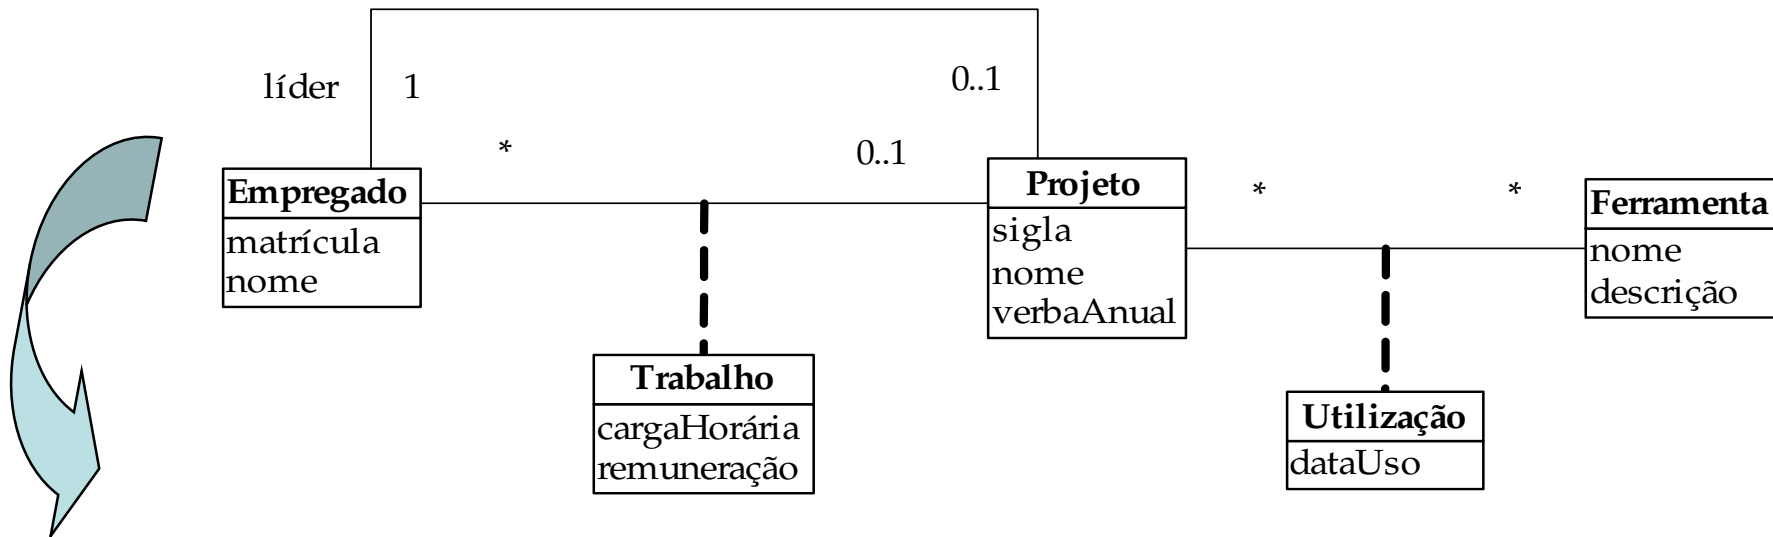 líder 1 0..1
* 0..1
Empregado
matrícula
nome
Projeto
sigla
nome
verbaAnual
* *
Ferramenta
nome
descrição
Trabalho
cargaHorária
remuneração
Utilização
dataUso